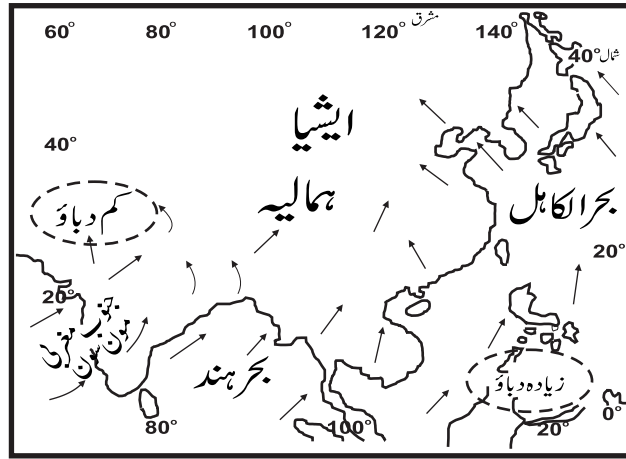 60° 80° 100° 120° مشرق 140°
40° شمال
ایشیا
40°
ہمالیہ
کم دباؤ
بحرالکاہل
20°
20°
جنوب مغربی
مون سون
بحر ہند
زیادہ دباؤ
80° 100° 20° 0°